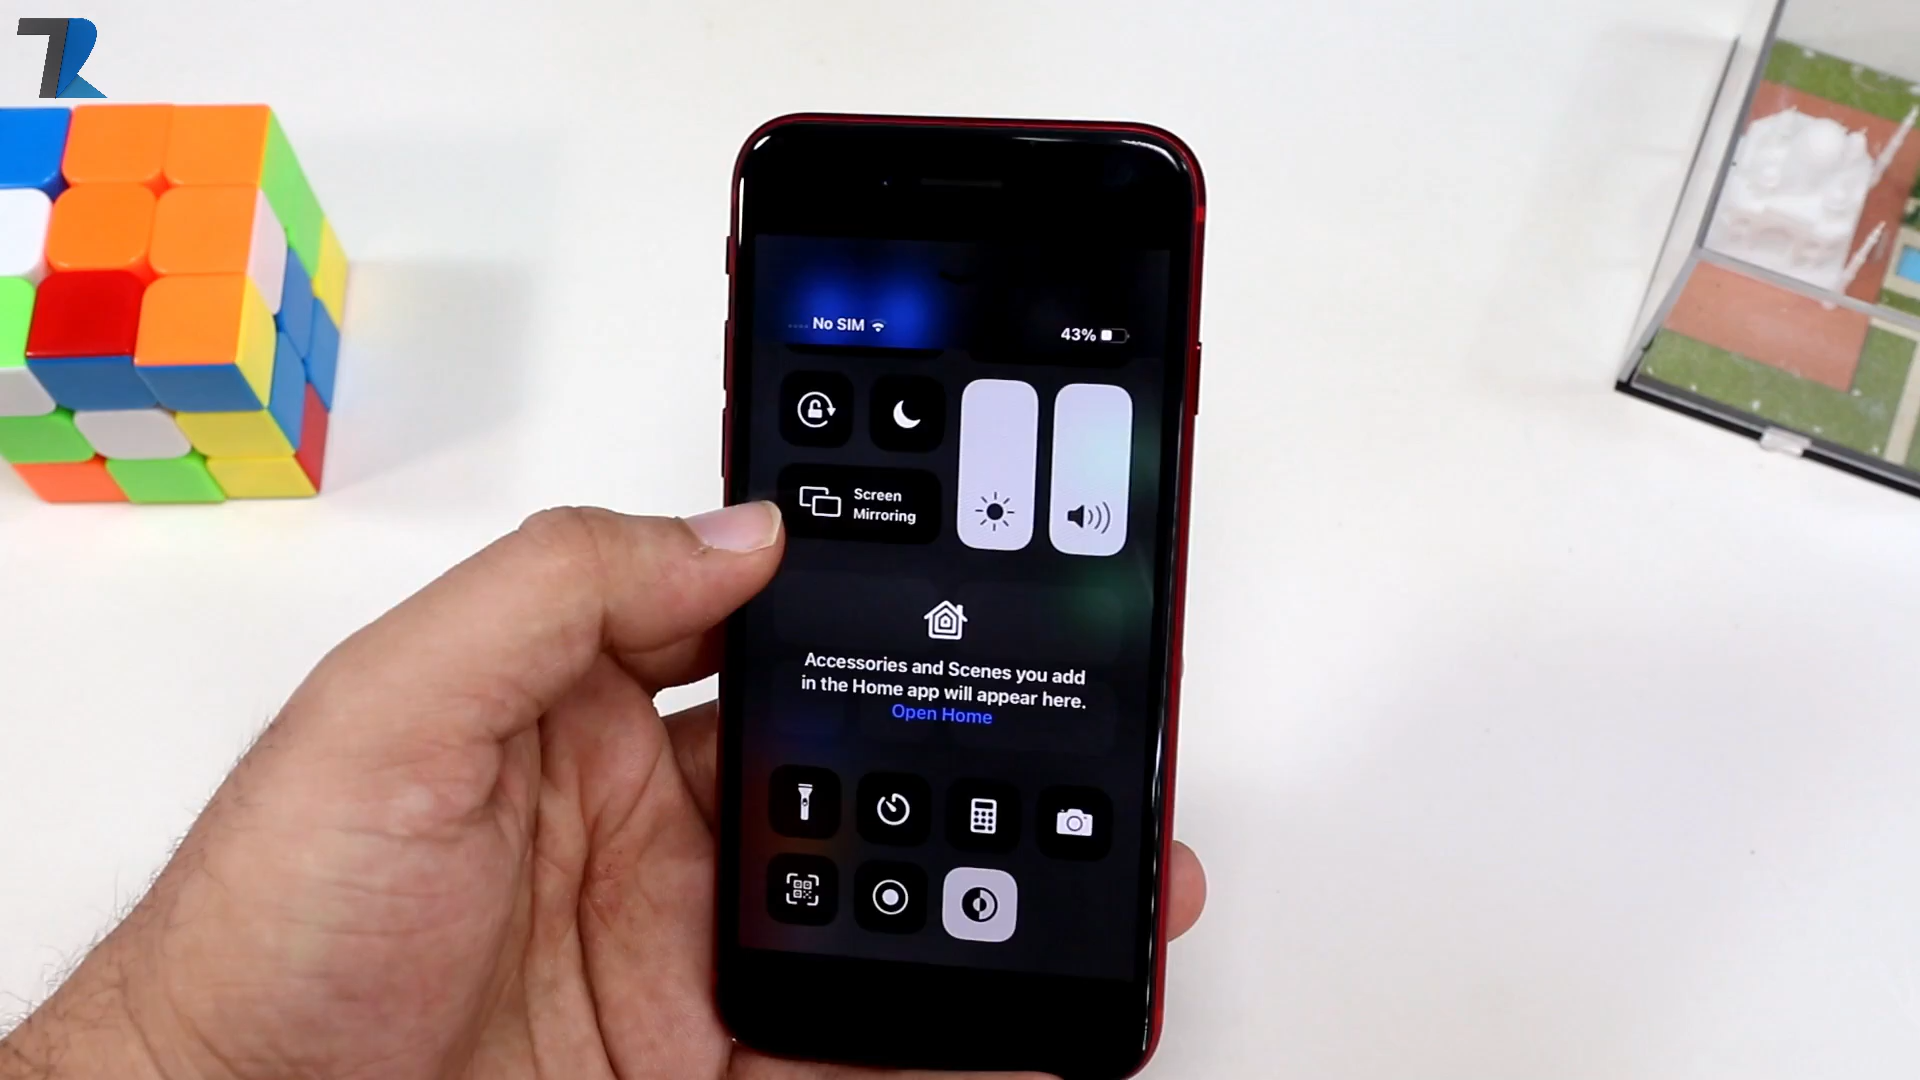 No SIM
43%
Screen
Mirroring
Accessories and Scenes you add
in the Home app will appear here.
Open Home